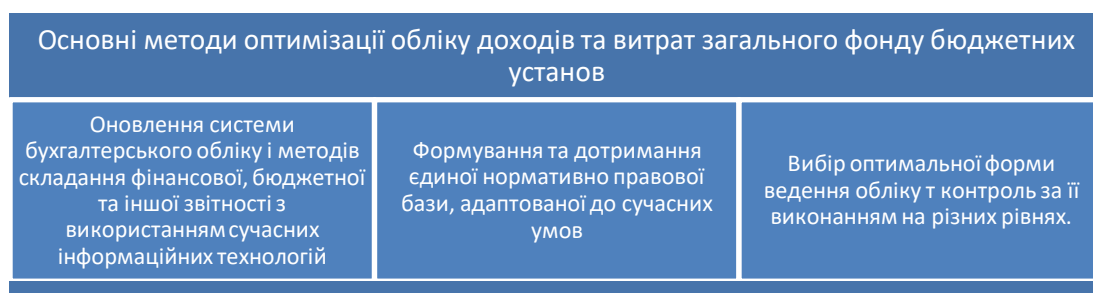 Основні методи оптимізації обліку доходів та витрат загального фонду бюджетних
установ
Оновлення системи
бухгалтерського обліку і методів
складання фінансової, бюджетної
та іншої звітності з
використанням сучасних
інформаційних технологій
Формування та дотримання
єдиної нормативно правової
бази, адаптованої до сучасних
умов
Вибір оптимальної форми
ведення обліку т контроль за її
виконанням на різних рівнях.